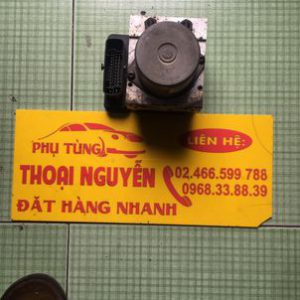 PHỤ TÙNG
LIÊN HỆ:
THOẠI NGUYỄN
02.466.599 788
0968.33.88.39
ĐẶT HÀNG NHANH